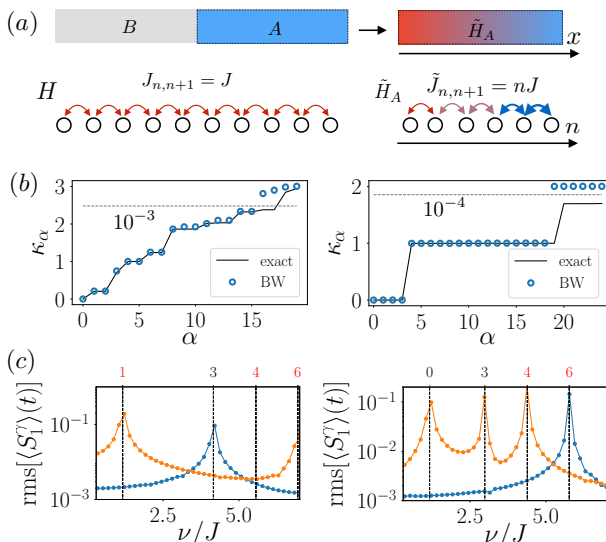 (a) B A H̃_A x
H J_{n,n+1} = J H̃_A J̃_{n,n+1} = nJ n
(b)
κ_α 3 2 1 0
10^{-3}
exact
BW
0 5 10 15
α
κ_α 2 1 0
10^{-4}
exact
BW
0 5 10 15 20
α
(c)
1 3 4 6
rms[⟨S_1^γ⟩(t)] 10^{-1} 10^{-3}
2.5 5.0
ν/J
0 3 4 6
rms[⟨S_1^γ⟩(t)] 10^{-1} 10^{-2} 10^{-3}
2.5 5.0
ν/J